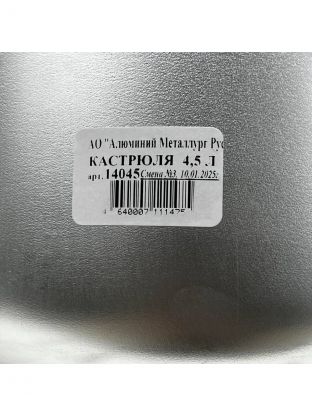 АО "Алюминий Металлург Рус
КАСТРЮЛЯ 4,5 Л
арт. 14045 Смена №3, 10.01.2025г
4 640007 111475